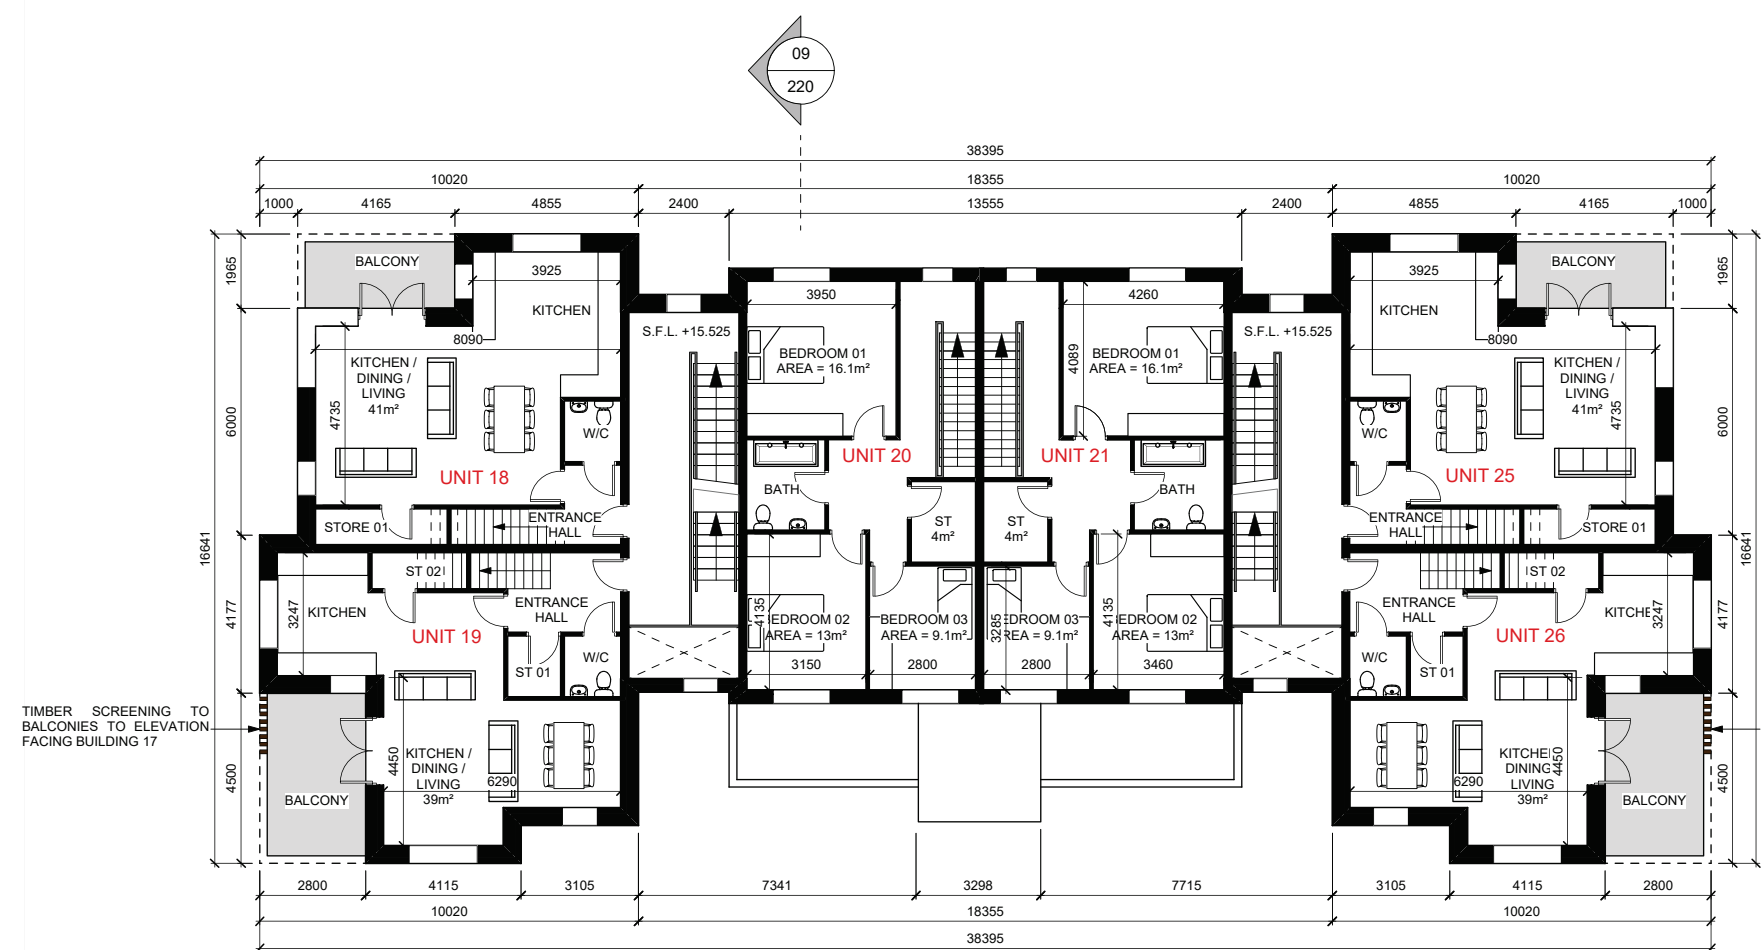 09
220
38395
10020
18355
10020
1000
4165
4855
2400
13555
2400
4855
4165
1000
BALCONY
3925
KITCHEN
8090
KITCHEN /
DINING /
LIVING
41m²
4735
W/C
UNIT 18
STORE 01
ENTRANCE
HALL
S.F.L. +15.525
3950
BEDROOM 01
AREA = 16.1m²
UNIT 20
BATH
ST
4m²
4260
4089
BEDROOM 01
AREA = 16.1m²
UNIT 21
BATH
ST
4m²
S.F.L. +15.525
BALCONY
3925
KITCHEN
8090
KITCHEN /
DINING /
LIVING
41m²
4735
W/C
UNIT 25
STORE 01
ENTRANCE
HALL
1965
6000
16641
4177
4500
1965
6000
16641
4177
4500
ST 02
KITCHEN
3247
ENTRANCE
HALL
UNIT 19
W/C
ST 01
4135
EDROOM 02
AREA = 13m²
3150
BEDROOM 03
AREA = 9.1m²
2800
3285
BEDROOM 03
REA = 9.1m²
2800
4135
BEDROOM 02
AREA = 13m²
3460
ST 02
KITCHE
3247
ENTRANCE
HALL
UNIT 26
W/C
ST 01
TIMBER SCREENING TO
BALCONIES TO ELEVATION
FACING BUILDING 17
4450
KITCHEN /
DINING /
LIVING
39m²
6290
BALCONY
4450
KITCHE
DINING
LIVING
39m²
6290
BALCONY
2800
4115
3105
7341
3298
7715
3105
4115
2800
10020
18355
10020
38395